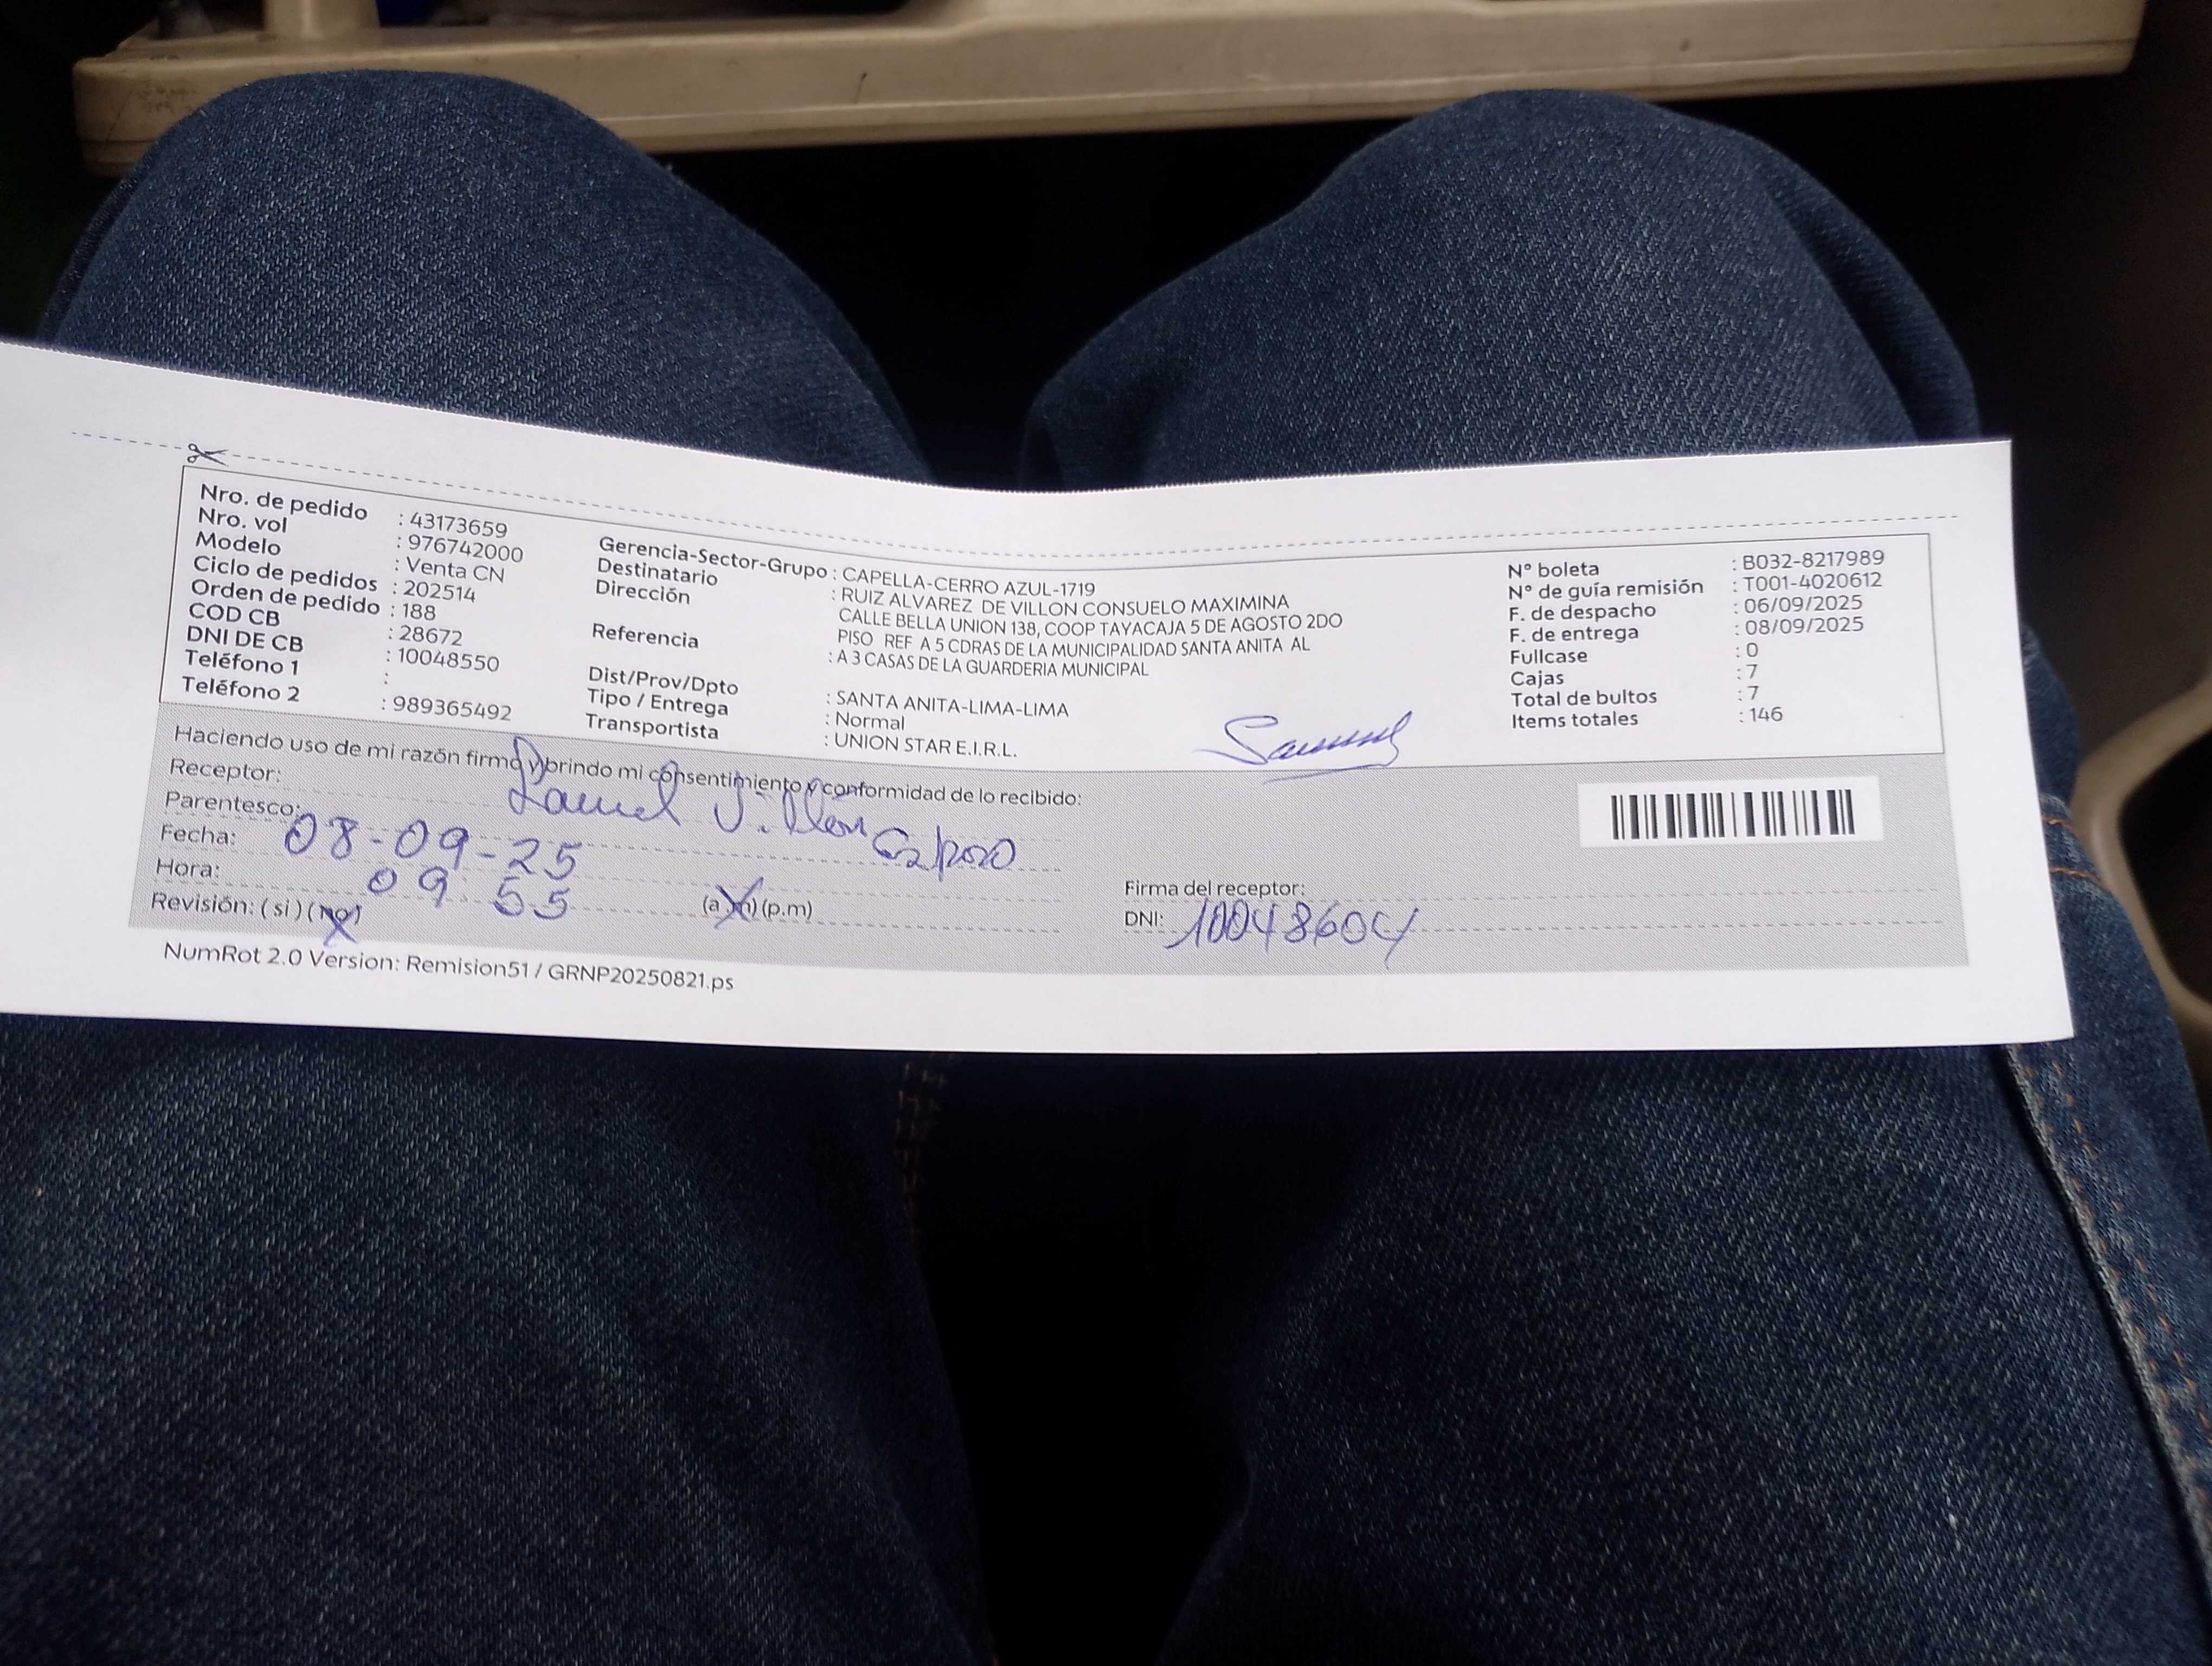 Nro. de pedido : 43173659
Nro. vol : 976742000
Modelo : Venta CN
Ciclo de pedidos : 202514
Orden de pedido : 188
COD CB : 28672
DNI DE CB : 10048550
Teléfono 1 :
Teléfono 2 : 989365492
Gerencia-Sector-Grupo : CAPELLA-CERRO AZUL-1719
Destinatario : RUIZ ALVAREZ DE VILLON CONSUELO MAXIMINA
Dirección CALLE BELLA UNION 138, COOP TAYACAJA 5 DE AGOSTO 2DO
PISO REF A 5 CDRAS DE LA MUNICIPALIDAD SANTA ANITA AL
Referencia : A 3 CASAS DE LA GUARDERIA MUNICIPAL
Dist/Prov/Dpto : SANTA ANITA-LIMA-LIMA
Tipo / Entrega : Normal
Transportista : UNION STAR E.I.R.L.
N° boleta : B032-8217989
N° de guía remisión : T001-4020612
F. de despacho : 06/09/2025
F. de entrega : 08/09/2025
Fullcase : 0
Cajas : 7
Total de bultos : 7
Items totales : 146
Haciendo uso de mi razón firmo y brindo mi consentimiento y conformidad de lo recibido:
Receptor: Villon
Parentesco: Esposo
Fecha: 08-09-25
Hora: 09:55 (a.m) (p.m)
Revisión: (si) (no)
Firma del receptor:
DNI: 10048604
NumRot 2.0 Version: Remision51 / GRNP20250821.ps